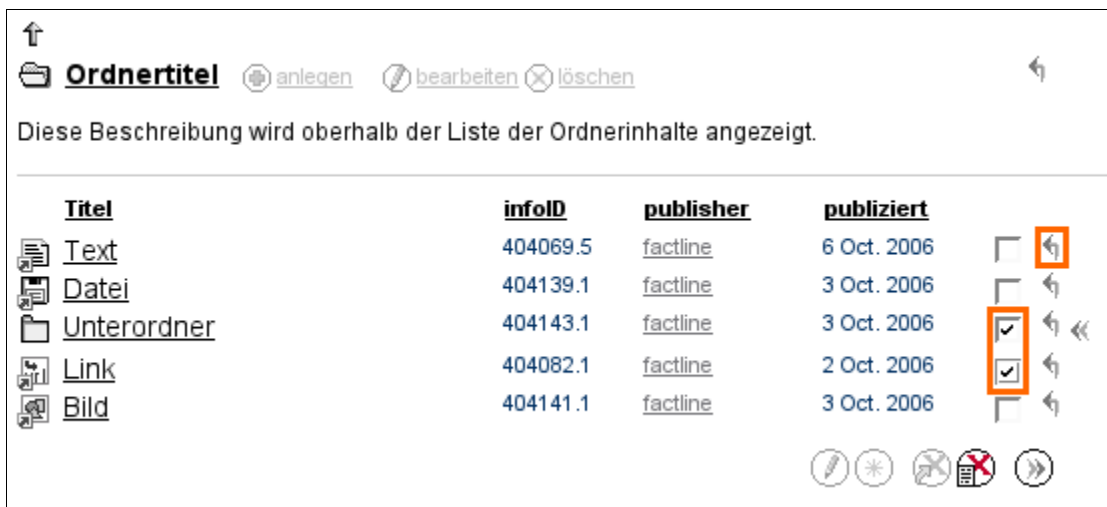 Ordnertitel anlegen bearbeiten löschen
Diese Beschreibung wird oberhalb der Liste der Ordnerinhalte angezeigt.
Titel infoID publisher publiziert
Text 404069.5 factline 6 Oct. 2006
Datei 404139.1 factline 3 Oct. 2006
Unterordner 404143.1 factline 3 Oct. 2006
Link 404082.1 factline 2 Oct. 2006
Bild 404141.1 factline 3 Oct. 2006